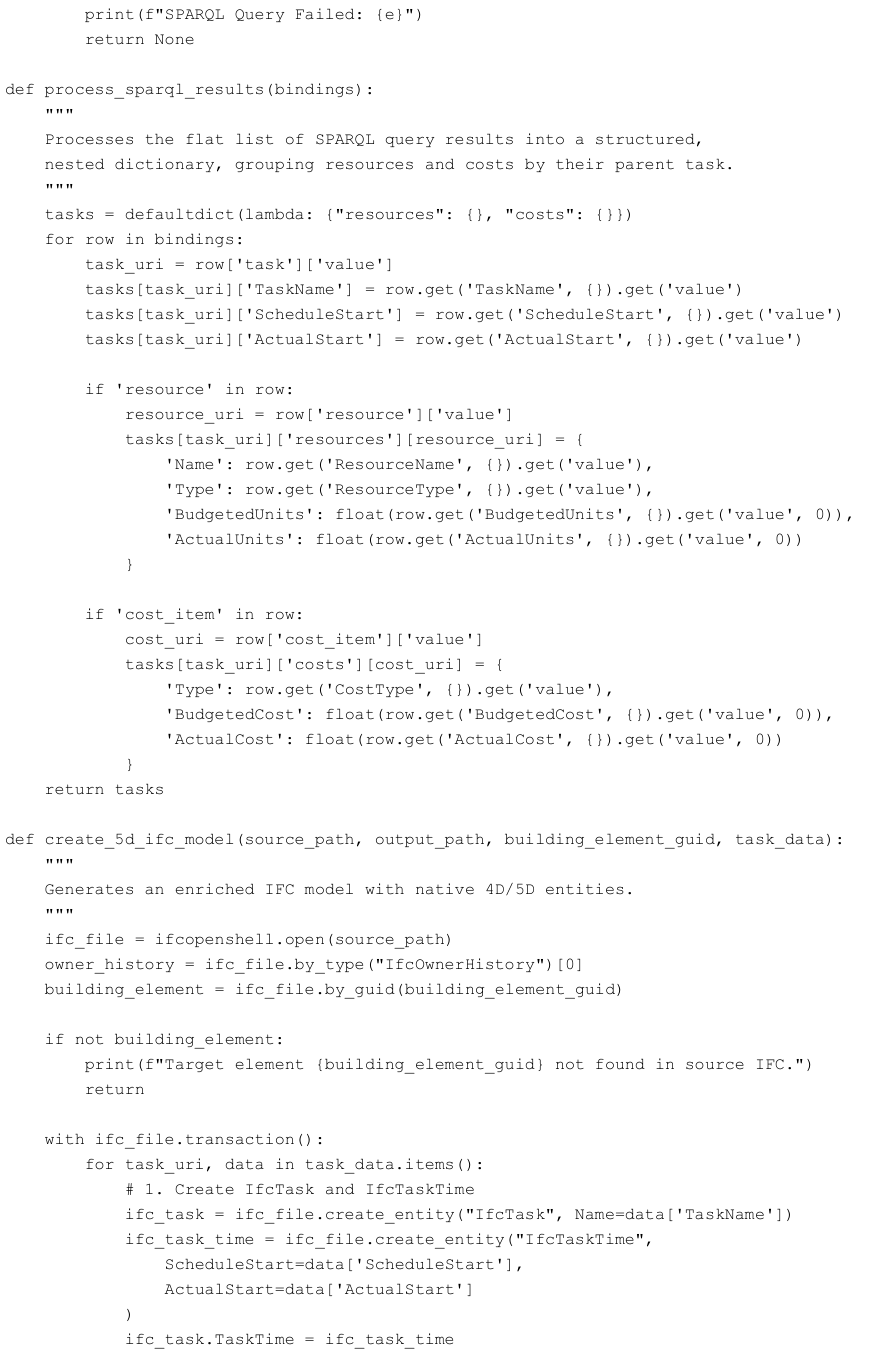 print(f"SPARQL Query Failed: {e}")
        return None

def process_sparql_results(bindings):
    """
    Processes the flat list of SPARQL query results into a structured,
    nested dictionary, grouping resources and costs by their parent task.
    """
    tasks = defaultdict(lambda: {"resources": {}, "costs": {}})
    for row in bindings:
        task_uri = row['task']['value']
        tasks[task_uri]['TaskName'] = row.get('TaskName', {}).get('value')
        tasks[task_uri]['ScheduleStart'] = row.get('ScheduleStart', {}).get('value')
        tasks[task_uri]['ActualStart'] = row.get('ActualStart', {}).get('value')

        if 'resource' in row:
            resource_uri = row['resource']['value']
            tasks[task_uri]['resources'][resource_uri] = {
                'Name': row.get('ResourceName', {}).get('value'),
                'Type': row.get('ResourceType', {}).get('value'),
                'BudgetedUnits': float(row.get('BudgetedUnits', {}).get('value', 0)),
                'ActualUnits': float(row.get('ActualUnits', {}).get('value', 0))
            }

        if 'cost_item' in row:
            cost_uri = row['cost_item']['value']
            tasks[task_uri]['costs'][cost_uri] = {
                'Type': row.get('CostType', {}).get('value'),
                'BudgetedCost': float(row.get('BudgetedCost', {}).get('value', 0)),
                'ActualCost': float(row.get('ActualCost', {}).get('value', 0))
            }
    return tasks

def create_5d_ifc_model(source_path, output_path, building_element_guid, task_data):
    """
    Generates an enriched IFC model with native 4D/5D entities.
    """
    ifc_file = ifcopenshell.open(source_path)
    owner_history = ifc_file.by_type("IfcOwnerHistory")[0]
    building_element = ifc_file.by_guid(building_element_guid)

    if not building_element:
        print(f"Target element {building_element_guid} not found in source IFC.")
        return

    with ifc_file.transaction():
        for task_uri, data in task_data.items():
            # 1. Create IfcTask and IfcTaskTime
            ifc_task = ifc_file.create_entity("IfcTask", Name=data['TaskName'])
            ifc_task_time = ifc_file.create_entity("IfcTaskTime",
                ScheduleStart=data['ScheduleStart'],
                ActualStart=data['ActualStart']
            )
            ifc_task.TaskTime = ifc_task_time